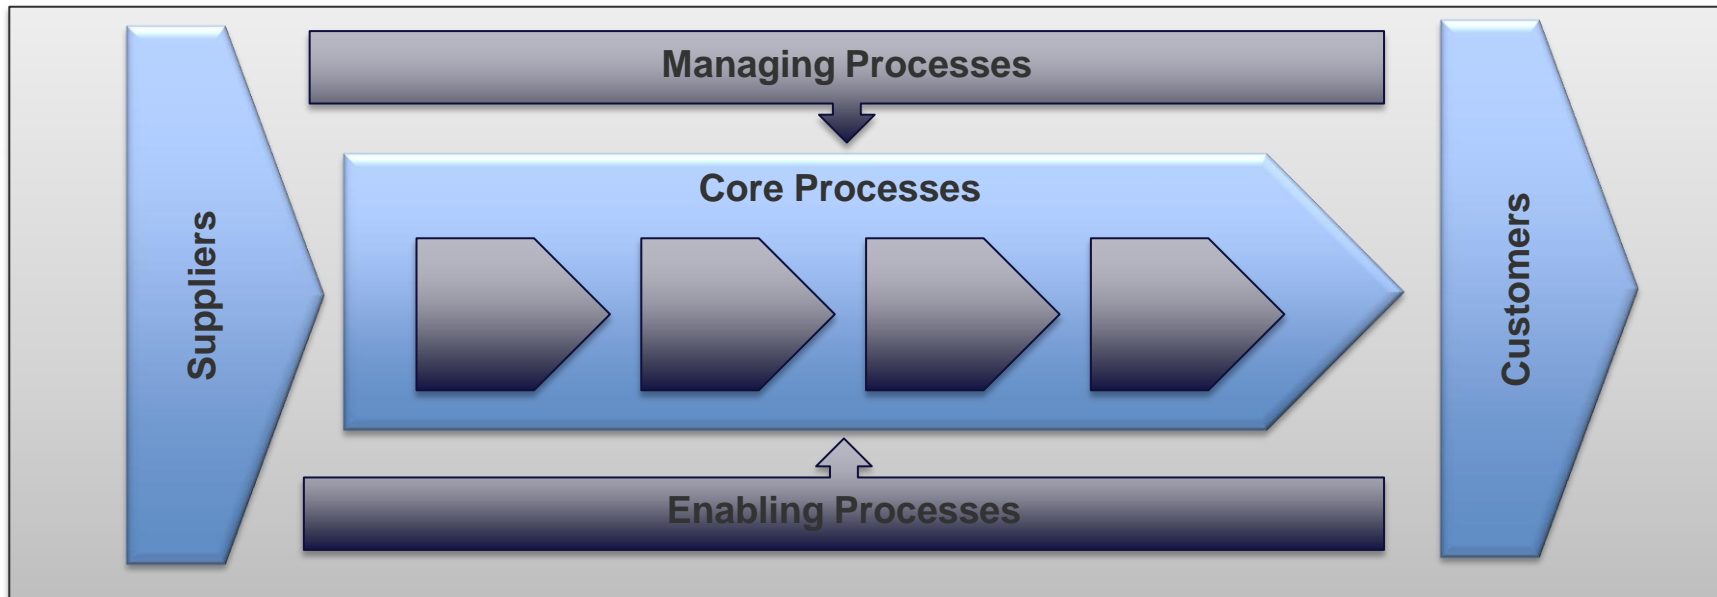 Managing Processes
Core Processes
Suppliers
Customers
Enabling Processes